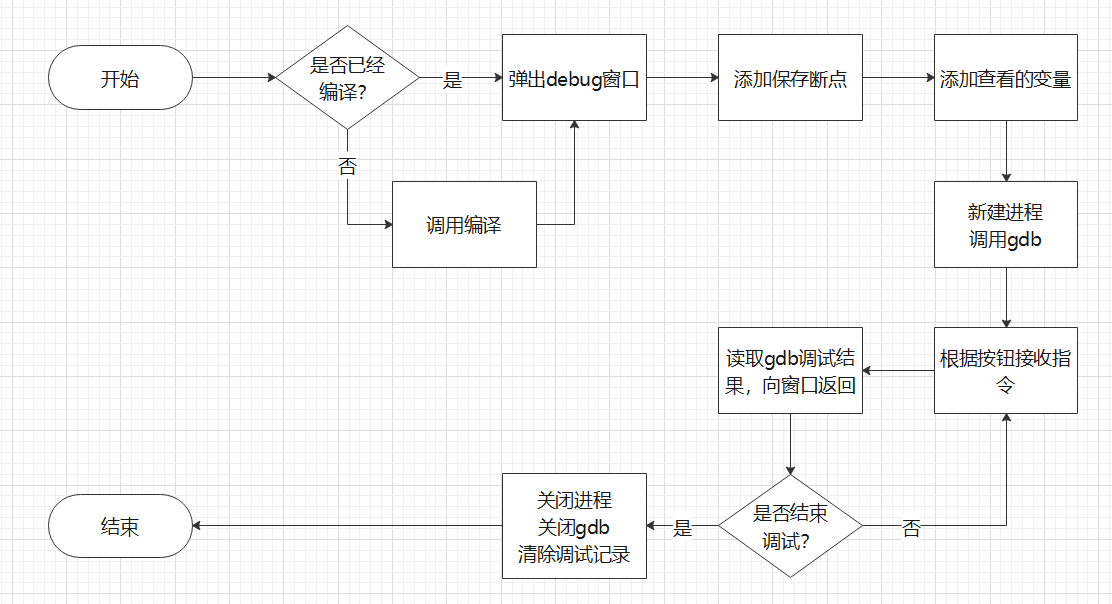 开始
是否已经
编译？
是
弹出debug窗口
添加保存断点
添加查看的变量
否
调用编译
新建进程
调用gdb
根据按钮接收指
令
读取gdb调试结
果，向窗口返回
是否结束
调试？
否
是
关闭进程
关闭gdb
清除调试记录
结束